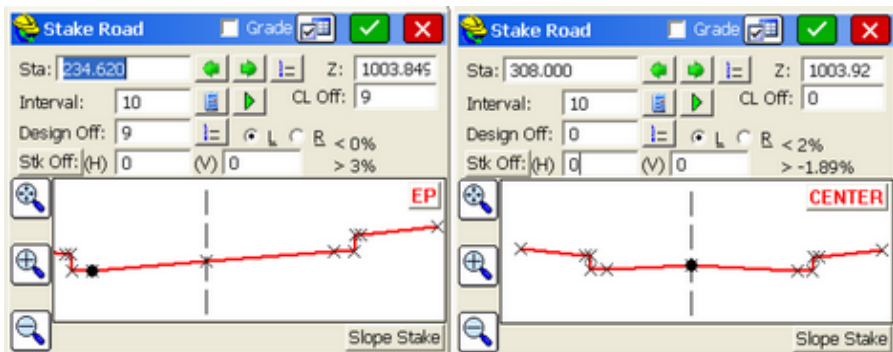 Stake Road Grade
Sta: 234.620 Z: 1003.849
Interval: 10 CL Off: 9
Design Off: 9 L R < 0%
Stk Off: (H) 0 (V) 0 > 3%
EP
Slope Stake
Stake Road Grade
Sta: 308.000 Z: 1003.92
Interval: 10 CL Off: 0
Design Off: 0 L R < 2%
Stk Off: (H) 0 (V) 0 > -1.89%
CENTER
Slope Stake